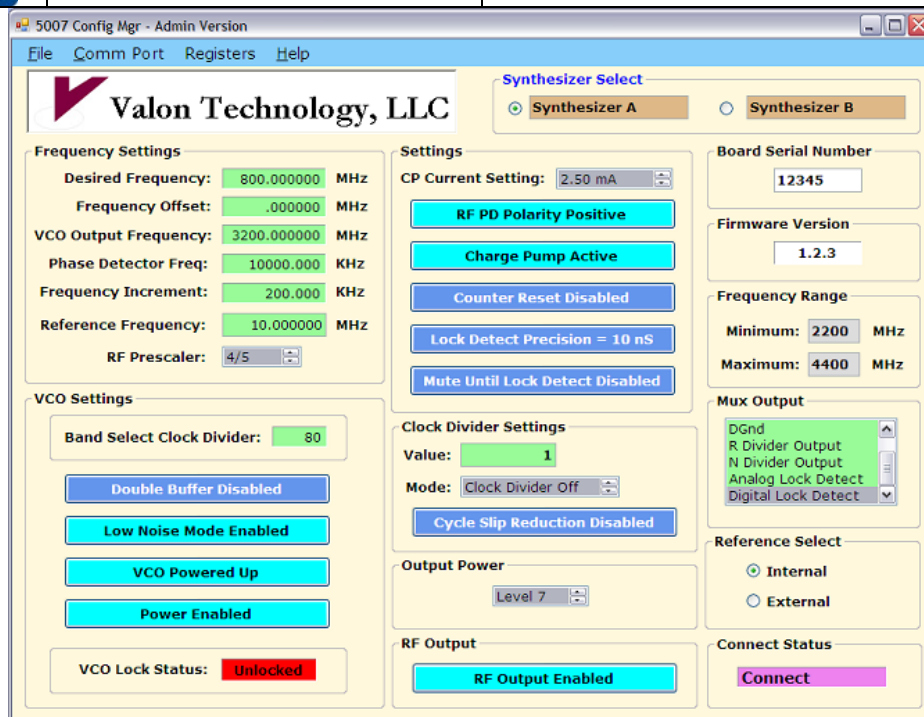 5007 Config Mgr - Admin Version
File Comm Port Registers Help
Valon Technology, LLC
Synthesizer Select
Synthesizer A
Synthesizer B
Frequency Settings
Desired Frequency: 800.000000 MHz
Frequency Offset: .000000 MHz
VCO Output Frequency: 3200.000000 MHz
Phase Detector Freq: 10000.000 KHz
Frequency Increment: 200.000 KHz
Reference Frequency: 10.000000 MHz
RF Prescaler: 4/5
VCO Settings
Band Select Clock Divider: 80
Double Buffer Disabled
Low Noise Mode Enabled
VCO Powered Up
Power Enabled
VCO Lock Status: Unlocked
Settings
CP Current Setting: 2.50 mA
RF PD Polarity Positive
Charge Pump Active
Counter Reset Disabled
Lock Detect Precision = 10 nS
Mute Until Lock Detect Disabled
Clock Divider Settings
Value: 1
Mode: Clock Divider Off
Cycle Slip Reduction Disabled
Output Power
Level 7
RF Output
RF Output Enabled
Board Serial Number
12345
Firmware Version
1.2.3
Frequency Range
Minimum: 2200 MHz
Maximum: 4400 MHz
Mux Output
DGnd
R Divider Output
N Divider Output
Analog Lock Detect
Digital Lock Detect
Reference Select
Internal
External
Connect Status
Connect